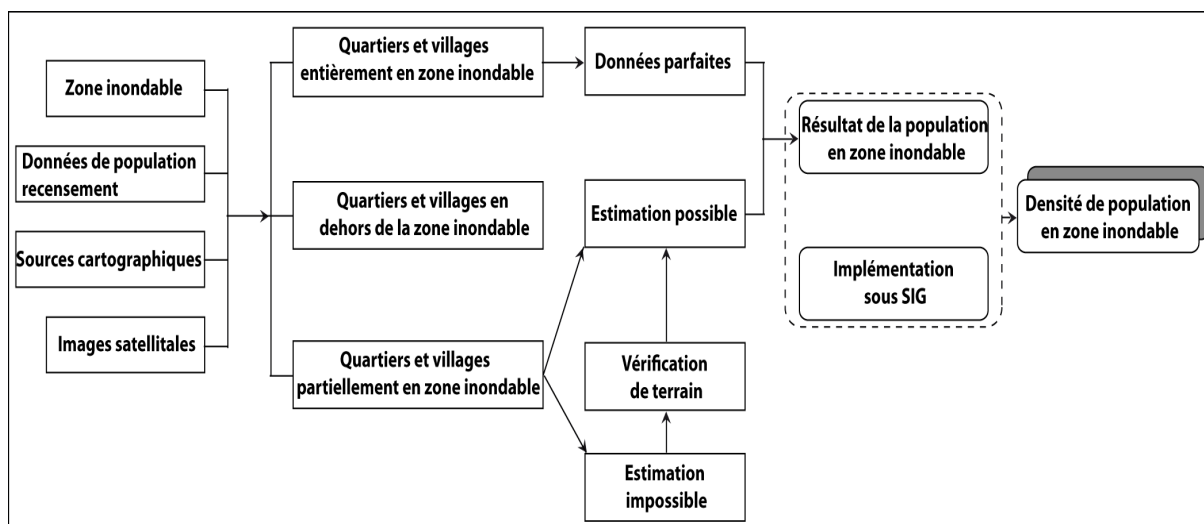 Zone inondable
Données de population
recensement
Sources cartographiques
Images satellitales
Quartiers et villages
entièrement en zone inondable
Quartiers et villages en
dehors de la zone inondable
Quartiers et villages
partiellement en zone inondable
Données parfaites
Estimation possible
Vérification
de terrain
Estimation
impossible
Résultat de la population
en zone inondable
Implémentation
sous SIG
Densité de population
en zone inondable